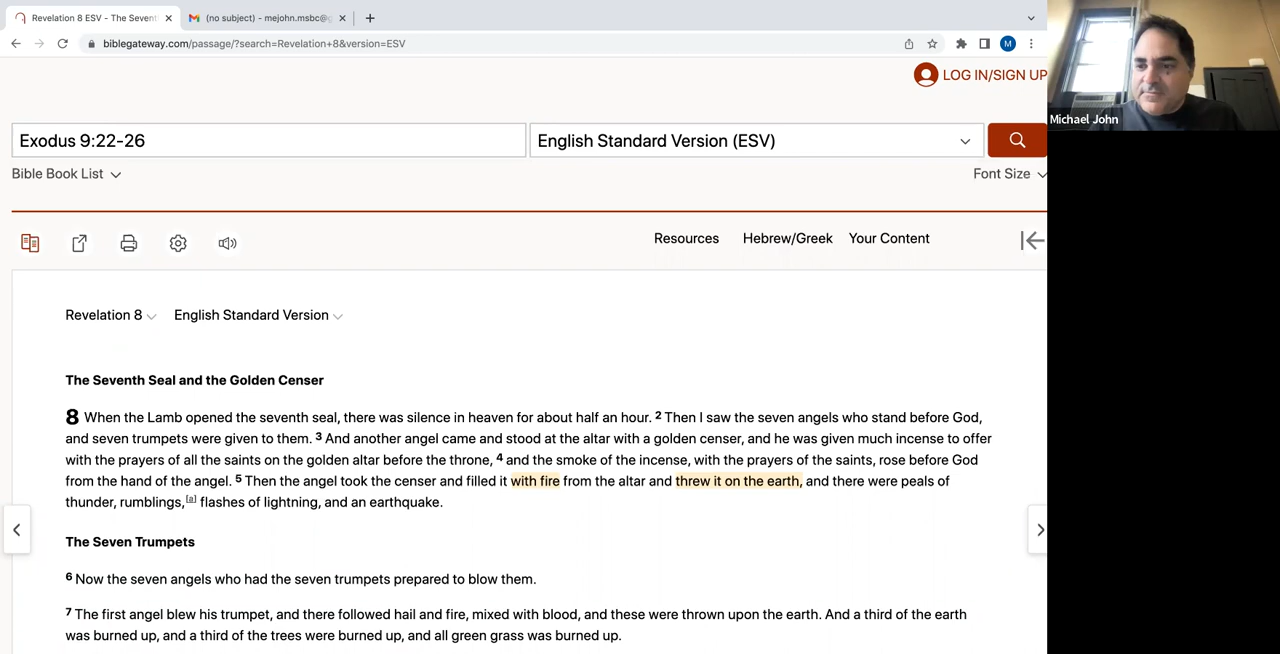 Revelation 8 ESV - The Sevent
(no subject) - mejohn.msbc@g
biblegateway.com/passage/?search=Revelation+8&version=ESV
M
LOG IN/SIGN UP
Exodus 9:22-26
English Standard Version (ESV)
Michael John
Bible Book List
Font Size
Resources
Hebrew/Greek
Your Content
Revelation 8
English Standard Version
The Seventh Seal and the Golden Censer
8 When the Lamb opened the seventh seal, there was silence in heaven for about half an hour. 2 Then I saw the seven angels who stand before God,
and seven trumpets were given to them. 3 And another angel came and stood at the altar with a golden censer, and he was given much incense to offer
with the prayers of all the saints on the golden altar before the throne, 4 and the smoke of the incense, with the prayers of the saints, rose before God
from the hand of the angel. 5 Then the angel took the censer and filled it with fire from the altar and threw it on the earth, and there were peals of
thunder, rumblings,[a] flashes of lightning, and an earthquake.
The Seven Trumpets
6 Now the seven angels who had the seven trumpets prepared to blow them.
7 The first angel blew his trumpet, and there followed hail and fire, mixed with blood, and these were thrown upon the earth. And a third of the earth
was burned up, and a third of the trees were burned up, and all green grass was burned up.